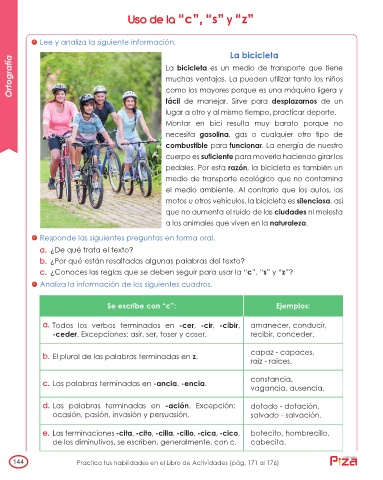 Uso de la "c", "s" y "z"
Lee y analiza la siguiente información.
Ortografía
La bicicleta
La bicicleta es un medio de transporte que tiene
muchas ventajas. La pueden utilizar tanto los niños
como los mayores porque es una máquina ligera y
fácil de manejar. Sirve para desplazarnos de un
lugar a otro y al mismo tiempo, practicar deporte.
Montar en bici resulta muy barato porque no
necesita gasolina, gas o cualquier otro tipo de
combustible para funcionar. La energía de nuestro
cuerpo es suficiente para moverla haciendo girar los
pedales. Por esta razón, la bicicleta es también un
medio de transporte ecológico que no contamina
el medio ambiente. Al contrario que los autos, las
motos u otros vehículos, la bicicleta es silenciosa, así
que no aumenta el ruido de las ciudades ni molesta
a los animales que viven en la naturaleza.
Responde las siguientes preguntas en forma oral.
a. ¿De qué trata el texto?
b. ¿Por qué están resaltadas algunas palabras del texto?
c. ¿Conoces las reglas que se deben seguir para usar la "c", "s" y "z"?
Analiza la información de los siguientes cuadros.
Se escribe con "c": Ejemplos:
a. Todos los verbos terminados en -cer, -cir, -cibir, amanecer, conducir,
-ceder. Excepciones: asir, ser, toser y coser. recibir, conceder.
b. El plural de las palabras terminadas en z. capaz - capaces,
raíz - raíces.
c. Las palabras terminadas en -ancia, -encia. constancia,
vagancia, ausencia.
d. Las palabras terminadas en -ación. Excepción: dotado - dotación,
ocasión, pasión, invasión y persuasión. salvado - salvación.
e. Las terminaciones -cita, -cito, -cilla, -cillo, -cica, -cico, botecito, hombrecillo,
de los diminutivos, se escriben, generalmente, con c. cabecita.
144 Practica tus habilidades en el Libro de Actividades (pág. 171 al 176)